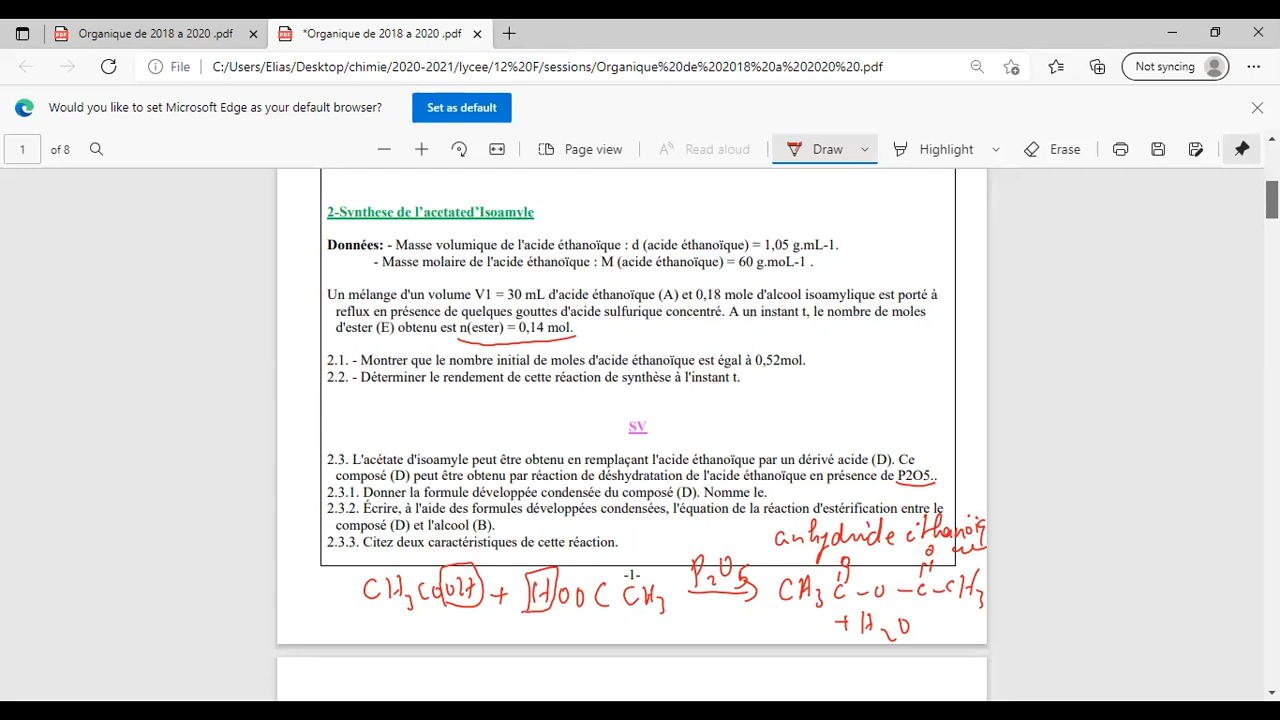 Organique de 2018 a 2020 .pdf
*Organique de 2018 a 2020 .pdf
File
C:/Users/Elias/Desktop/chimie/2020-2021/lycee/12%20F/sessions/Organique%20de%202018%20a%202020%20.pdf
Not syncing
Would you like to set Microsoft Edge as your default browser?
Set as default
1 of 8
Page view
Read aloud
Draw
Highlight
Erase
2-Synthese de l'acetated'Isoamyle
Données: - Masse volumique de l'acide éthanoïque : d (acide éthanoïque) = 1,05 g.mL-1.
- Masse molaire de l'acide éthanoïque : M (acide éthanoïque) = 60 g.moL-1 .
Un mélange d'un volume V1 = 30 mL d'acide éthanoïque (A) et 0,18 mole d'alcool isoamylique est porté à
reflux en présence de quelques gouttes d'acide sulfurique concentré. A un instant t, le nombre de moles
d'ester (E) obtenu est n(ester) = 0,14 mol.
2.1. - Montrer que le nombre initial de moles d'acide éthanoïque est égal à 0,52mol.
2.2. - Déterminer le rendement de cette réaction de synthèse à l'instant t.
SV
2.3. L'acétate d'isoamyle peut être obtenu en remplaçant l'acide éthanoïque par un dérivé acide (D). Ce
composé (D) peut être obtenu par réaction de déshydratation de l'acide éthanoïque en présence de P2O5..
2.3.1. Donner la formule développée condensée du composé (D). Nomme le.
2.3.2. Écrire, à l'aide des formules développées condensées, l'équation de la réaction d'estérification entre le
composé (D) et l'alcool (B).
2.3.3. Citez deux caractéristiques de cette réaction.
anhydride ethanoiq
-1-
O O
CH3COOH + HOOC CH3 P2O5 CH3 C - O - C - CH3
+ H2O